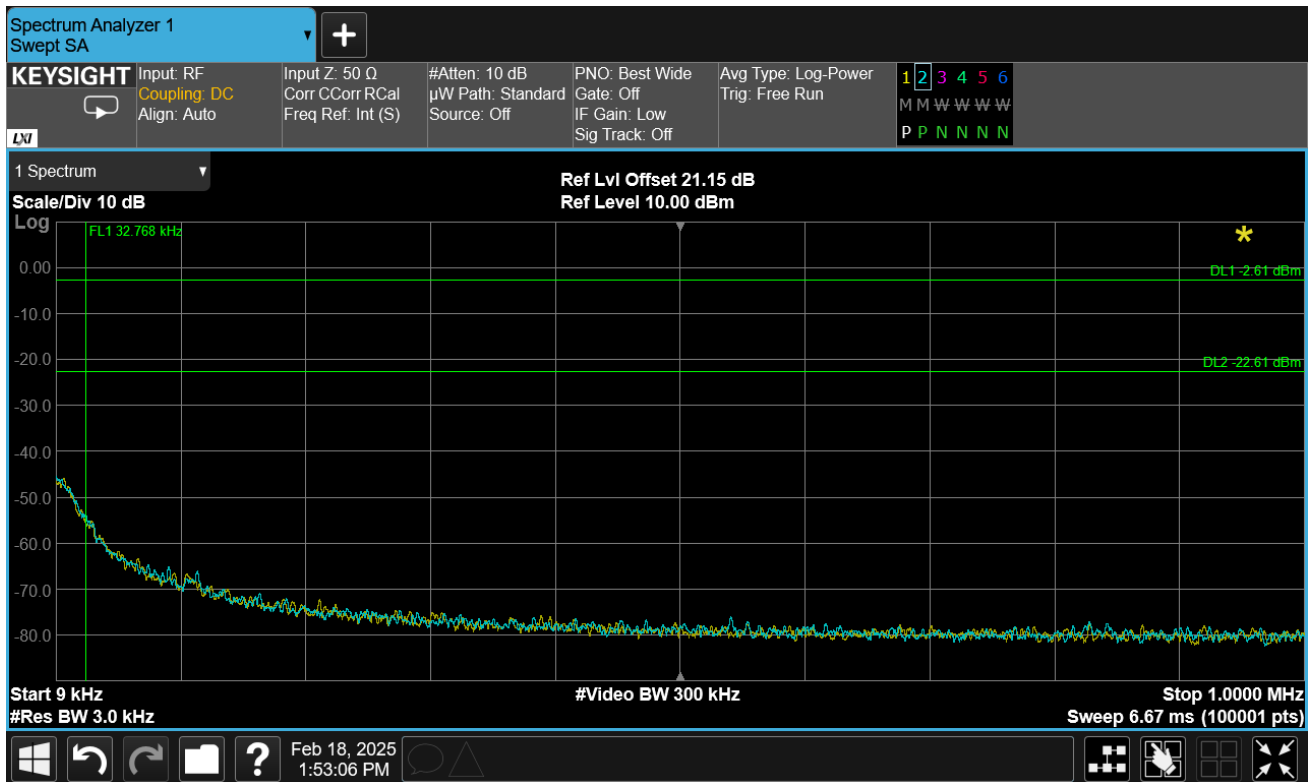 Spectrum Analyzer 1
Swept SA
KEYSIGHT
LXI
Input: RF
Coupling: DC
Align: Auto
Input Z: 50 Ω
Corr CCorr RCal
Freq Ref: Int (S)
#Atten: 10 dB
µW Path: Standard
Source: Off
PNO: Best Wide
Gate: Off
IF Gain: Low
Sig Track: Off
Avg Type: Log-Power
Trig: Free Run
1 2 3 4 5 6
M M W W W W
P P N N N N
1 Spectrum
Scale/Div 10 dB
Ref Lvl Offset 21.15 dB
Ref Level 10.00 dBm
Log
FL1 32.768 kHz
*
0.00
DL1 -2.61 dBm
-10.0
-20.0
DL2 -22.61 dBm
-30.0
-40.0
-50.0
-60.0
-70.0
-80.0
Start 9 kHz
#Video BW 300 kHz
Stop 1.0000 MHz
#Res BW 3.0 kHz
Sweep 6.67 ms (100001 pts)
?
Feb 18, 2025
1:53:06 PM